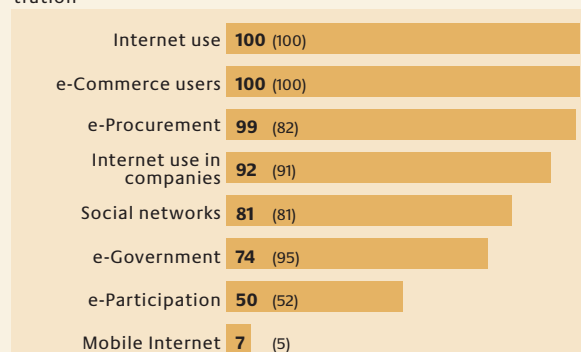 tration
Internet use 100 (100)
e-Commerce users 100 (100)
e-Procurement 99 (82)
Internet use in
companies 92 (91)
Social networks 81 (81)
e-Government 74 (95)
e-Participation 50 (52)
Mobile Internet 7 (5)